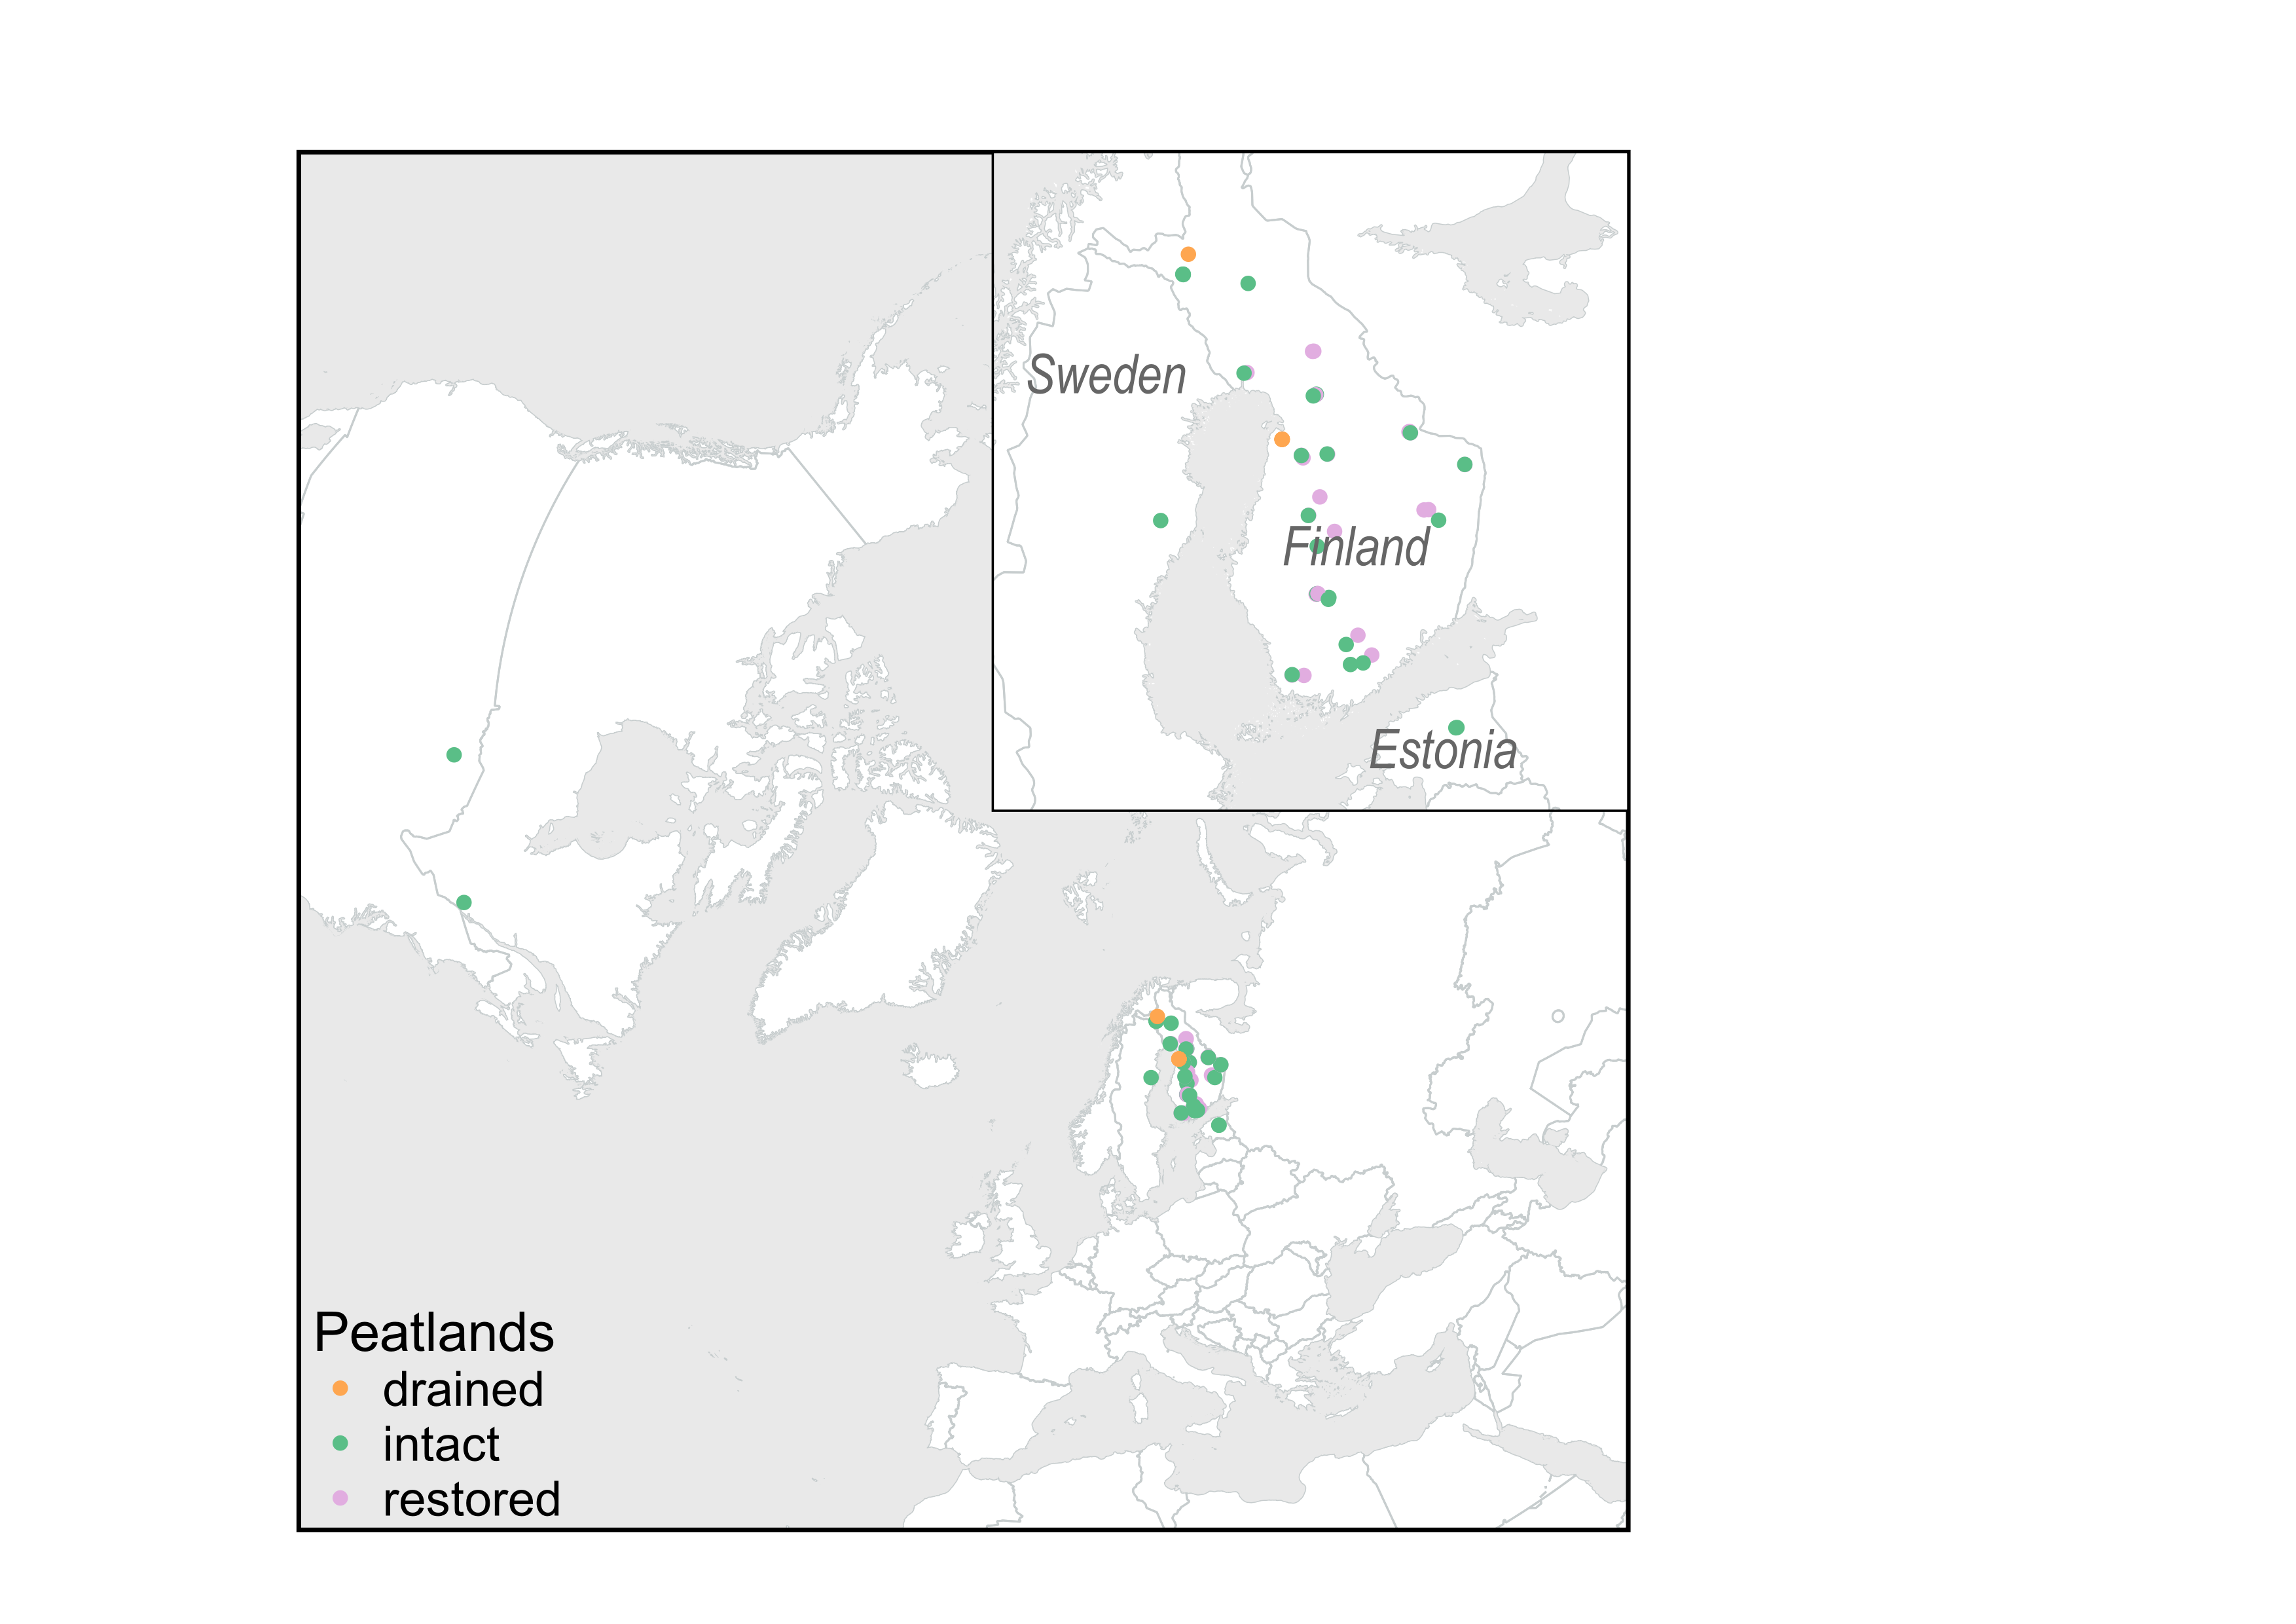 Sweden
Finland
Estonia
Peatlands
drained
intact
restored